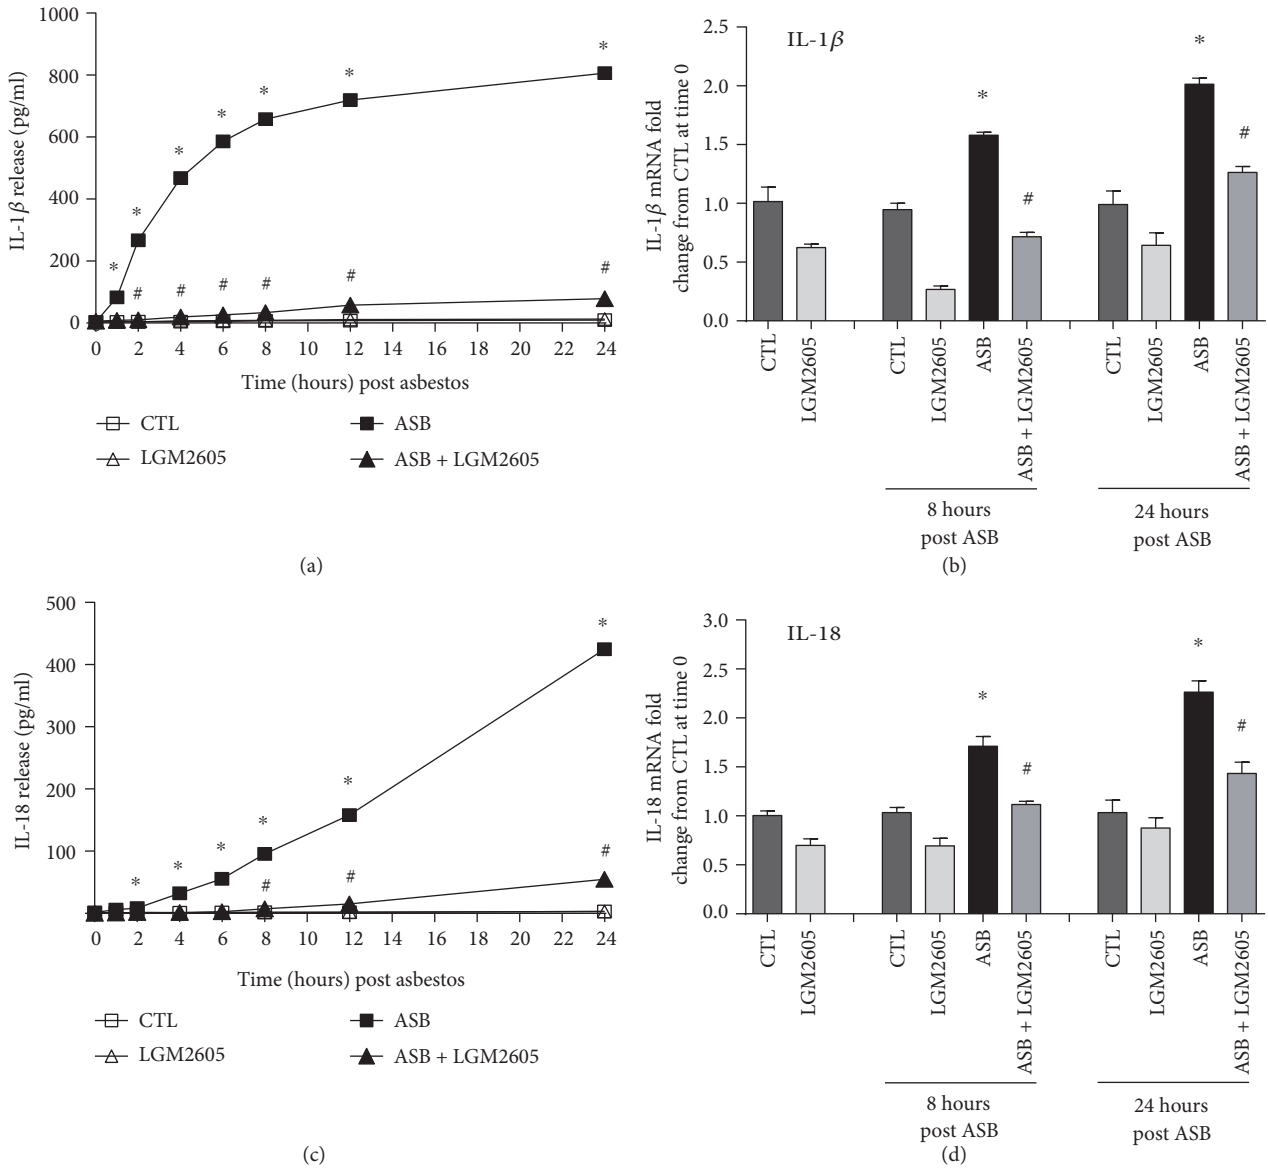 1000
800
600
400
200
0
IL-1β release (pg/ml)
* * * * * * * *
# # # # # # #
0 2 4 6 8 10 12 14 16 18 20 22 24
Time (hours) post asbestos
CTL
ASB
LGM2605
ASB + LGM2605
(a)
IL-1β
2.5
2.0
1.5
1.0
0.5
0.0
IL-1β mRNA fold
change from CTL at time 0
* # * #
CTL
LGM2605
CTL
LGM2605
ASB
ASB + LGM2605
CTL
LGM2605
ASB
ASB + LGM2605
8 hours
post ASB
24 hours
post ASB
(b)
500
400
300
200
100
IL-18 release (pg/ml)
* * * * * *
# # #
0 2 4 6 8 10 12 14 16 18 20 22 24
Time (hours) post asbestos
CTL
ASB
LGM2605
ASB + LGM2605
(c)
IL-18
3.0
2.5
2.0
1.5
1.0
0.5
0.0
IL-18 mRNA fold
change from CTL at time 0
* # * #
CTL
LGM2605
CTL
LGM2605
ASB
ASB + LGM2605
CTL
LGM2605
ASB
ASB + LGM2605
8 hours
post ASB
24 hours
post ASB
(d)